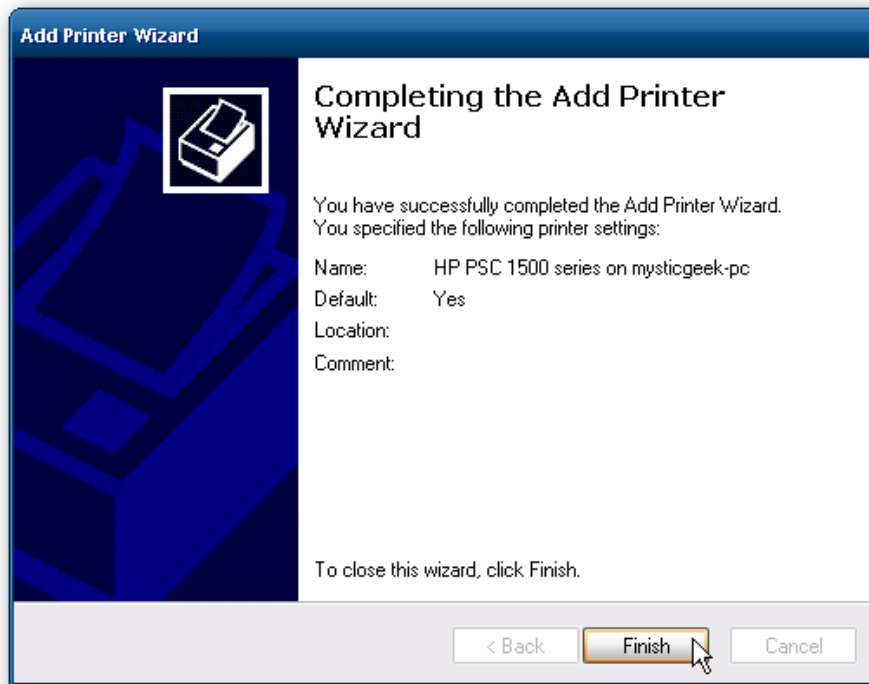 Add Printer Wizard
Completing the Add Printer
Wizard
You have successfully completed the Add Printer Wizard.
You specified the following printer settings:
Name: HP PSC 1500 series on mysticgeek-pc
Default: Yes
Location:
Comment:
To close this wizard, click Finish.
< Back Finish Cancel